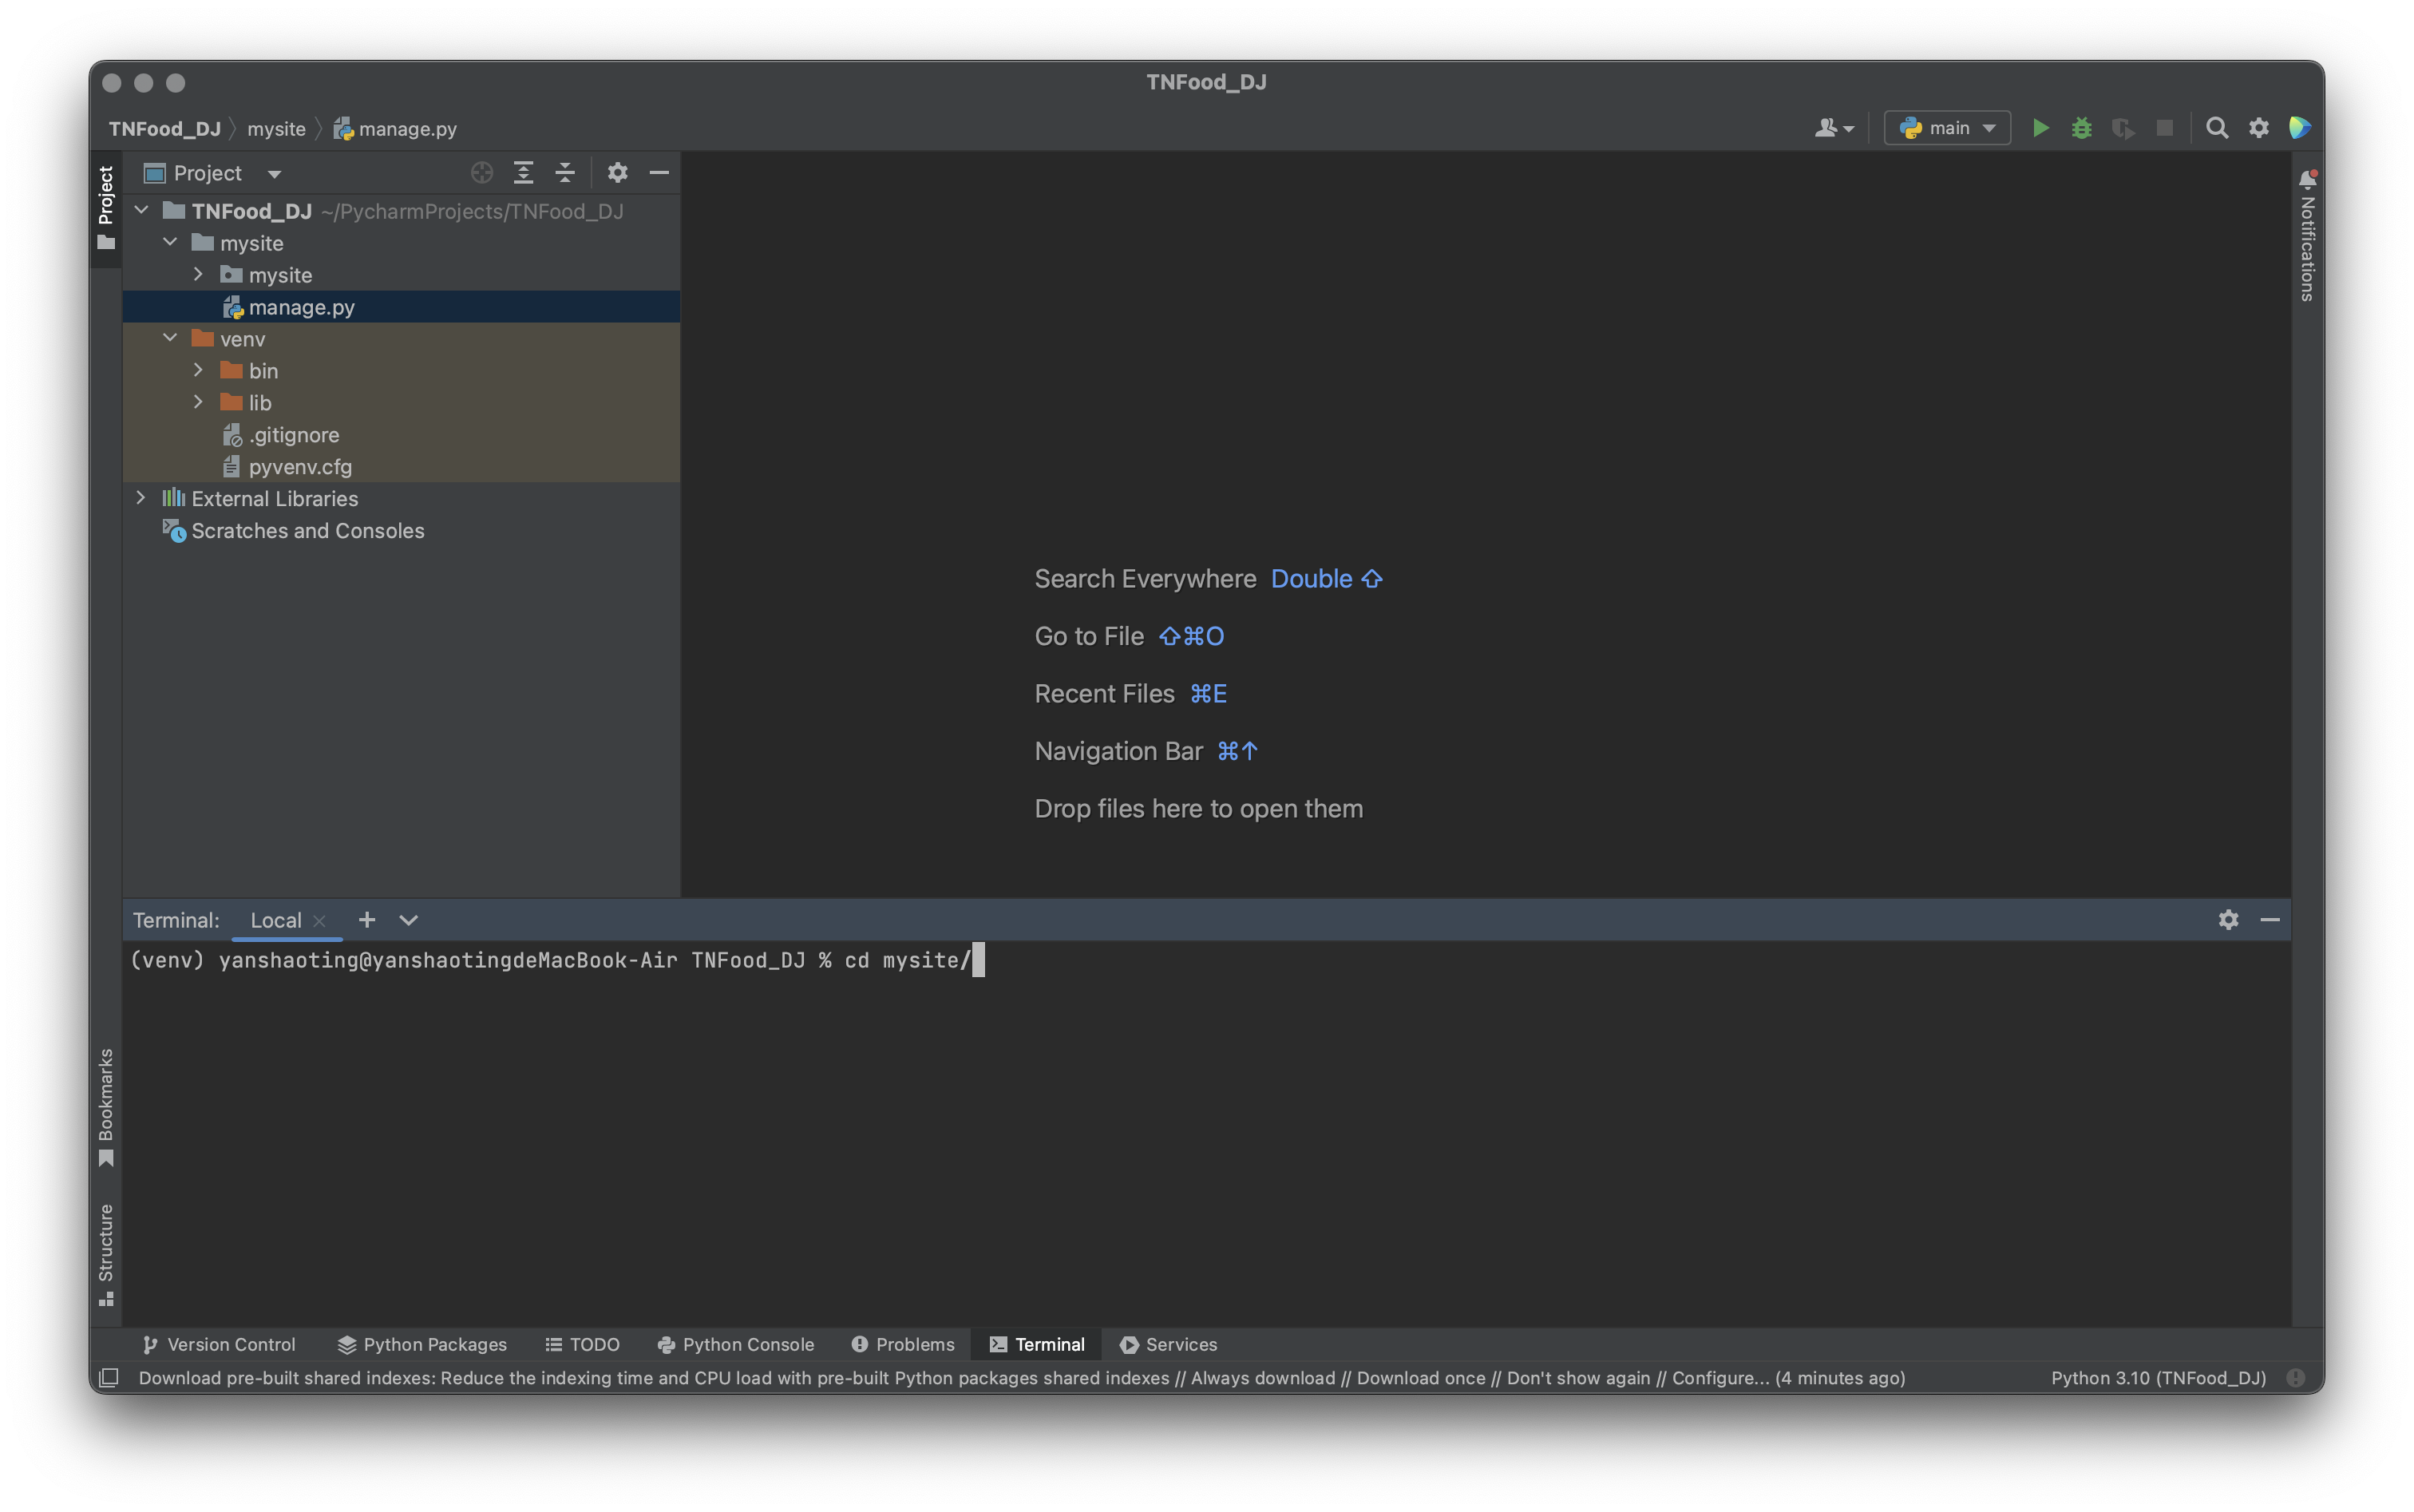 TNFood_DJ
TNFood_DJ mysite manage.py
main
Project
Project
TNFood_DJ ~/PycharmProjects/TNFood_DJ
mysite
mysite
manage.py
venv
bin
lib
.gitignore
pyvenv.cfg
External Libraries
Scratches and Consoles
Search Everywhere Double ⇧
Go to File ⇧⌘O
Recent Files ⌘E
Navigation Bar ⌘↑
Drop files here to open them
Notifications
Terminal: Local
(venv) yanshaoting@yanshaotingdeMacBook-Air TNFood_DJ % cd mysite/
Bookmarks
Structure
Version Control Python Packages TODO Python Console Problems Terminal Services
Download pre-built shared indexes: Reduce the indexing time and CPU load with pre-built Python packages shared indexes // Always download // Download once // Don't show again // Configure... (4 minutes ago) Python 3.10 (TNFood_DJ)